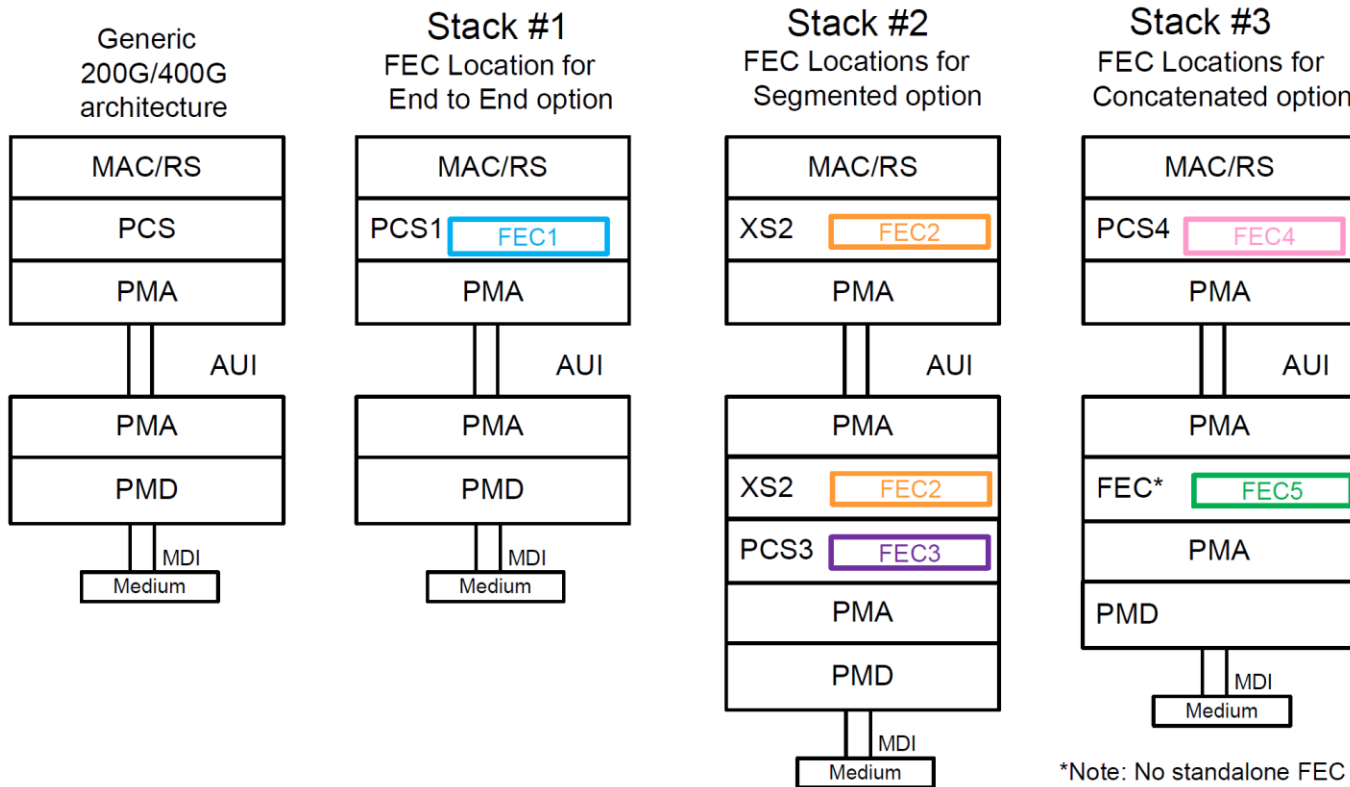 Generic
200G/400G
architecture
MAC/RS
PCS
PMA
AUI
PMA
PMD
MDI
Medium
Stack #1
FEC Location for
End to End option
MAC/RS
PCS1 FEC1
PMA
AUI
PMA
PMD
MDI
Medium
Stack #2
FEC Locations for
Segmented option
MAC/RS
XS2 FEC2
PMA
AUI
PMA
XS2 FEC2
PCS3 FEC3
PMA
PMD
MDI
Medium
Stack #3
FEC Locations for
Concatenated option
MAC/RS
PCS4 FEC4
PMA
AUI
PMA
FEC* FEC5
PMA
PMD
MDI
Medium
*Note: No standalone FEC